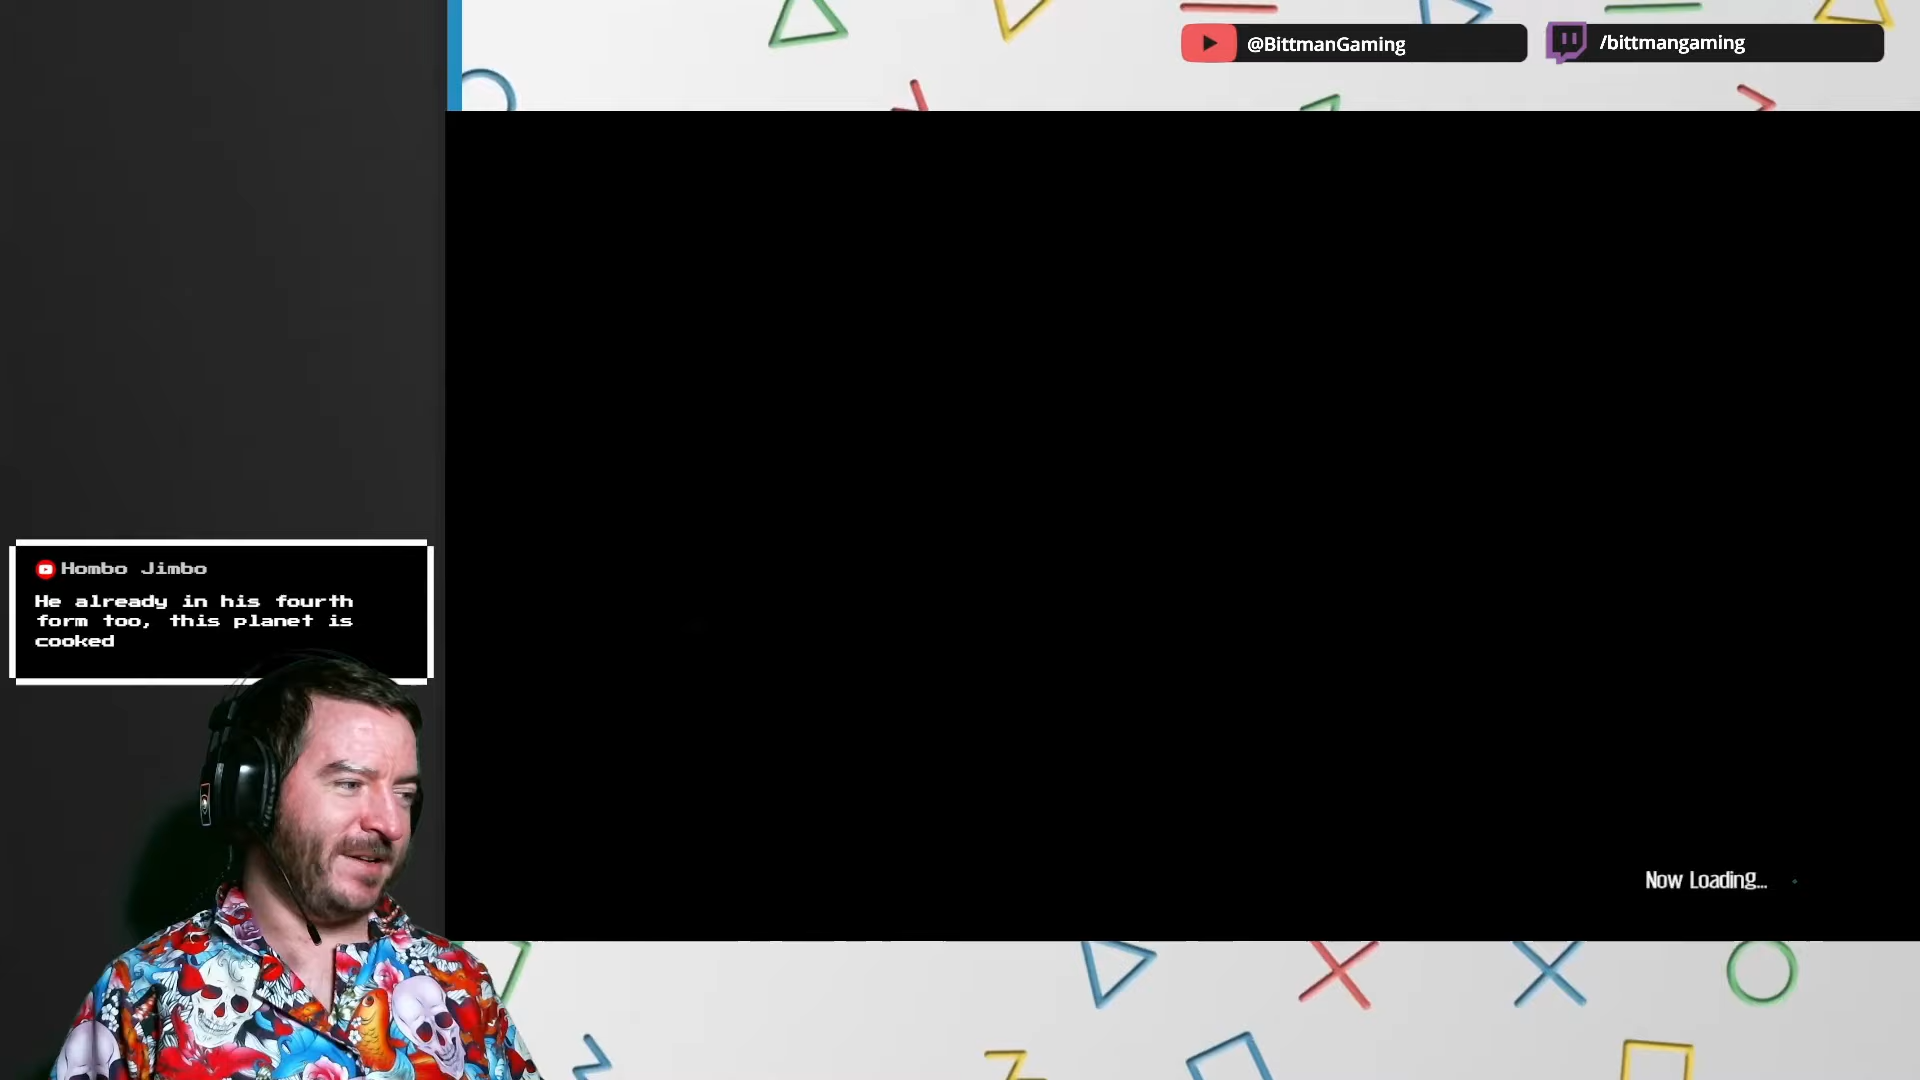 @BittmanGaming
/bittmangaming
Hombo Jimbo
He already in his fourth
form too, this planet is
cooked
Now Loading...